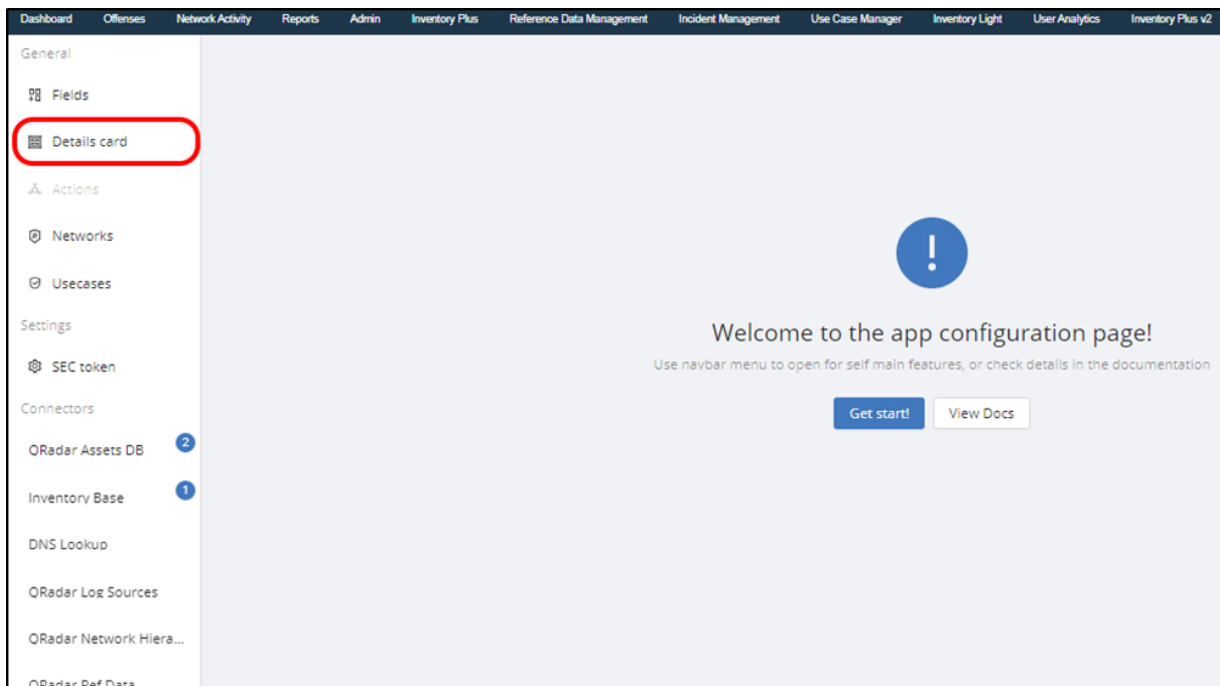 Dashboard Offenses Network Activity Reports Admin Inventory Plus Reference Data Management Incident Management Use Case Manager Inventory Light User Analytics Inventory Plus v2
General
Fields
Details card
Actions
Networks
Usecases
Settings
SEC token
Connectors
QRadar Assets DB 2
Inventory Base 1
DNS Lookup
QRadar Log Sources
QRadar Network Hiera...
QRadar Ref Data
!
Welcome to the app configuration page!
Use navbar menu to open for self main features, or check details in the documentation
Get start! View Docs